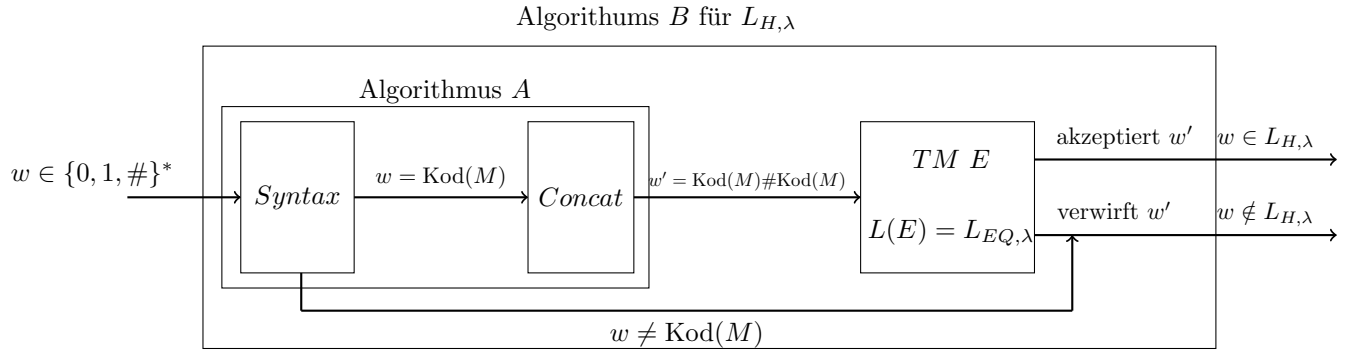 Algorithums B für L_{H,λ}
Algorithmus A
w ∈ {0, 1, #}*
Syntax
w = Kod(M)
Concat
w′ = Kod(M)#Kod(M)
TM E
L(E) = L_{EQ,λ}
akzeptiert w′
w ∈ L_{H,λ}
verwirft w′
w ∉ L_{H,λ}
w ≠ Kod(M)